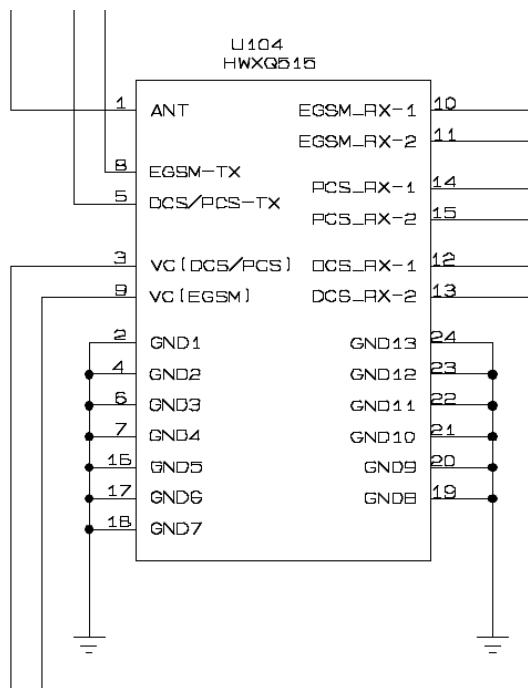 U104
HWXQ515
1 ANT EGSM_RX-1 10
EGSM_RX-2 11
8 EGSM-TX PCS_RX-1 14
5 DCS/PCS-TX PCS_RX-2 15
3 VC(DCS/PCS) DCS_RX-1 12
9 VC(EGSM) DCS_RX-2 13
2 GND1 GND13 24
4 GND2 GND12 23
6 GND3 GND11 22
7 GND4 GND10 21
16 GND5 GND9 20
17 GND6 GND8 19
18 GND7